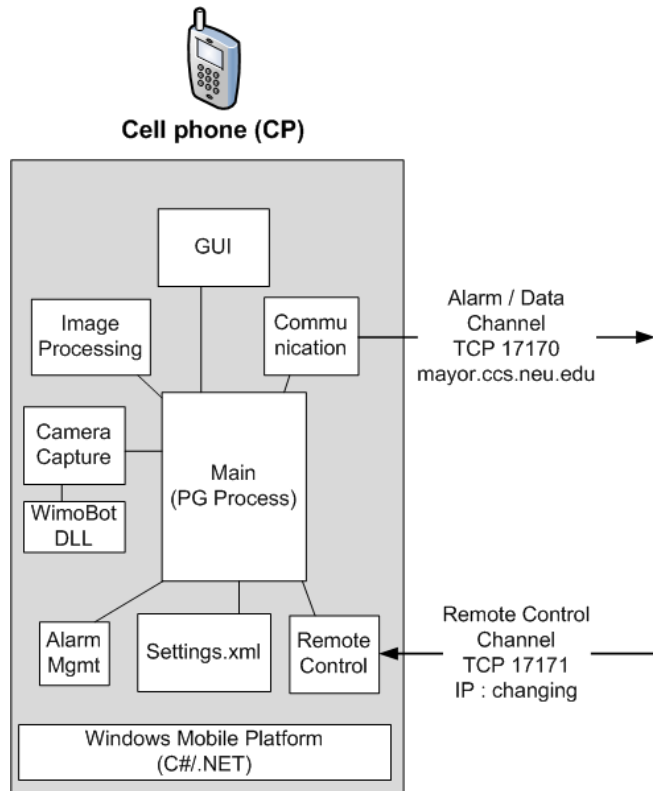 Cell phone (CP)
GUI
Image
Processing
Commu
nication
Alarm / Data
Channel
TCP 17170
mayor.ccs.neu.edu
Camera
Capture
WimoBot
DLL
Main
(PG Process)
Alarm
Mgmt
Settings.xml
Remote
Control
Remote Control
Channel
TCP 17171
IP : changing
Windows Mobile Platform
(C#/.NET)